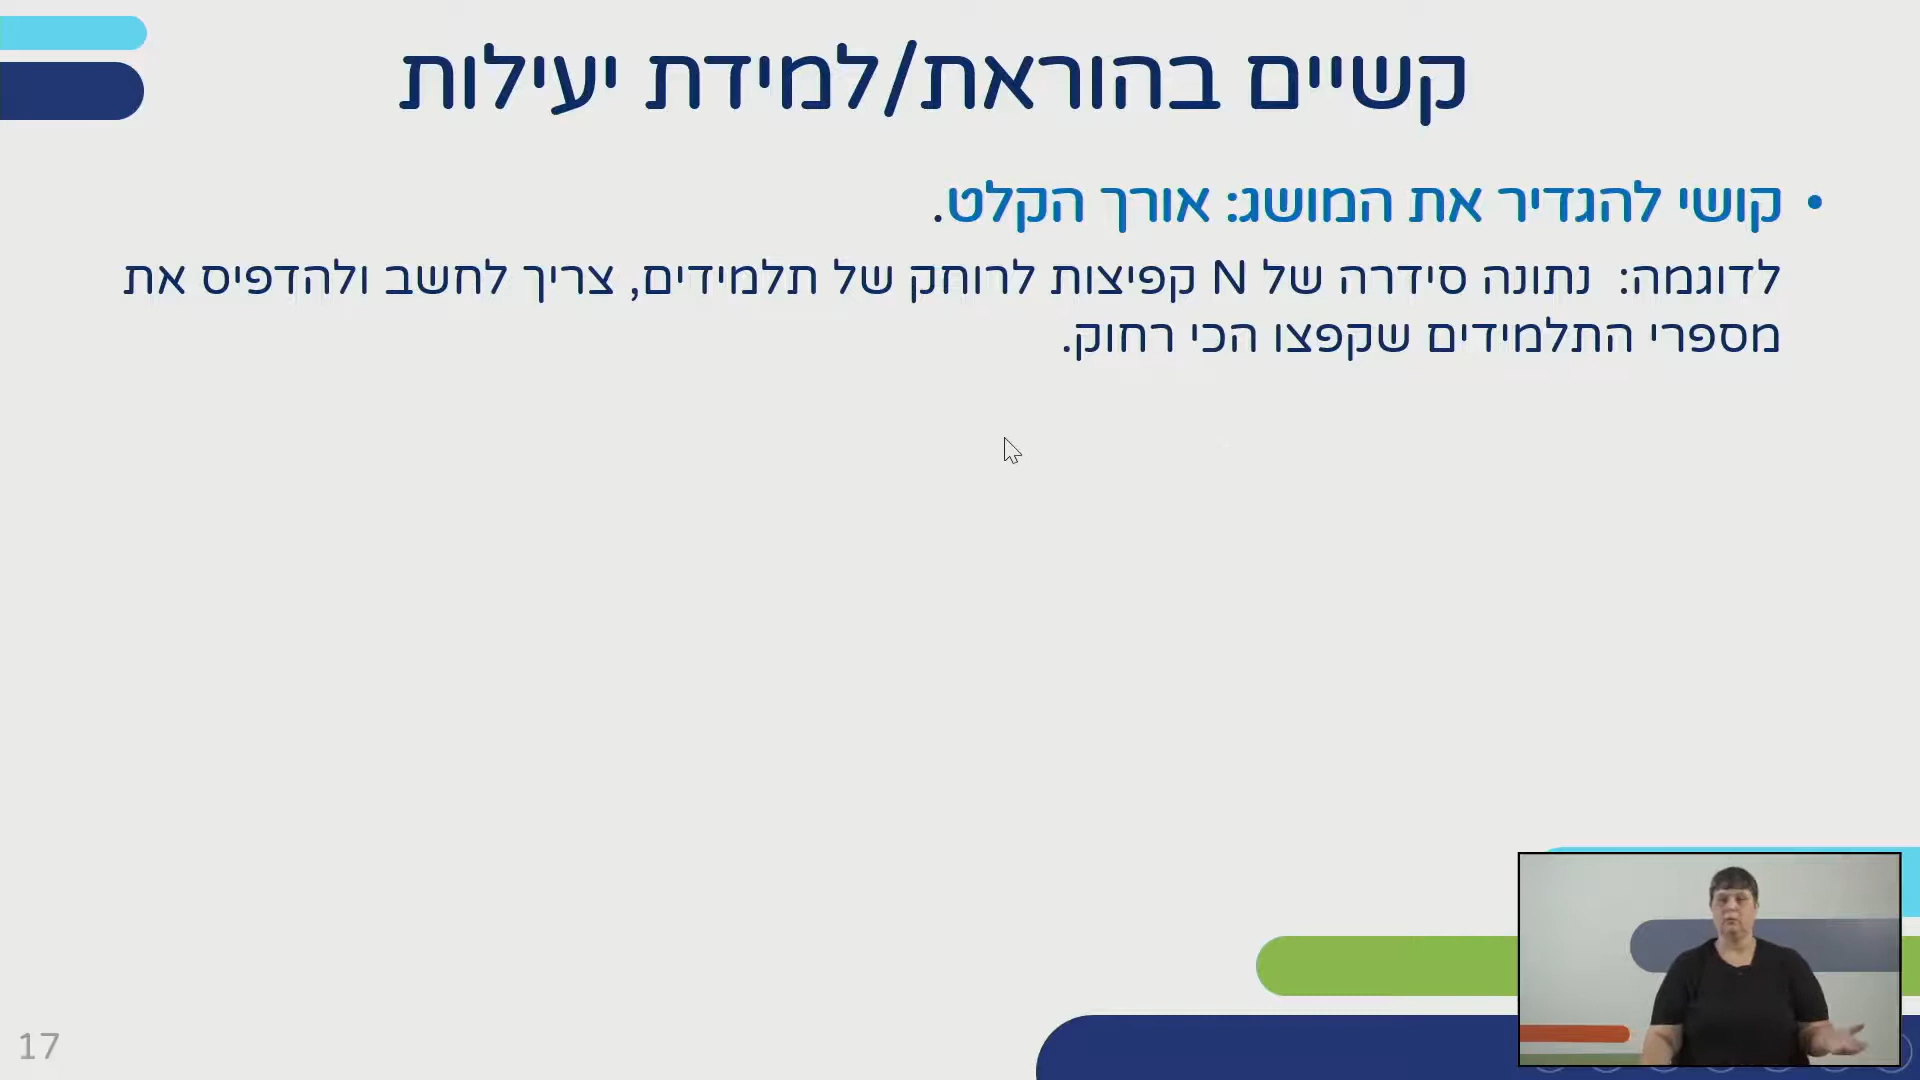 קשיים בהוראת/למידת יעילות
• קושי להגדיר את המושג: אורך הקלט.
לדוגמה: נתונה סידרה של N קפיצות לרוחק של תלמידים, צריך לחשב ולהדפיס את
מספרי התלמידים שקפצו הכי רחוק.
17